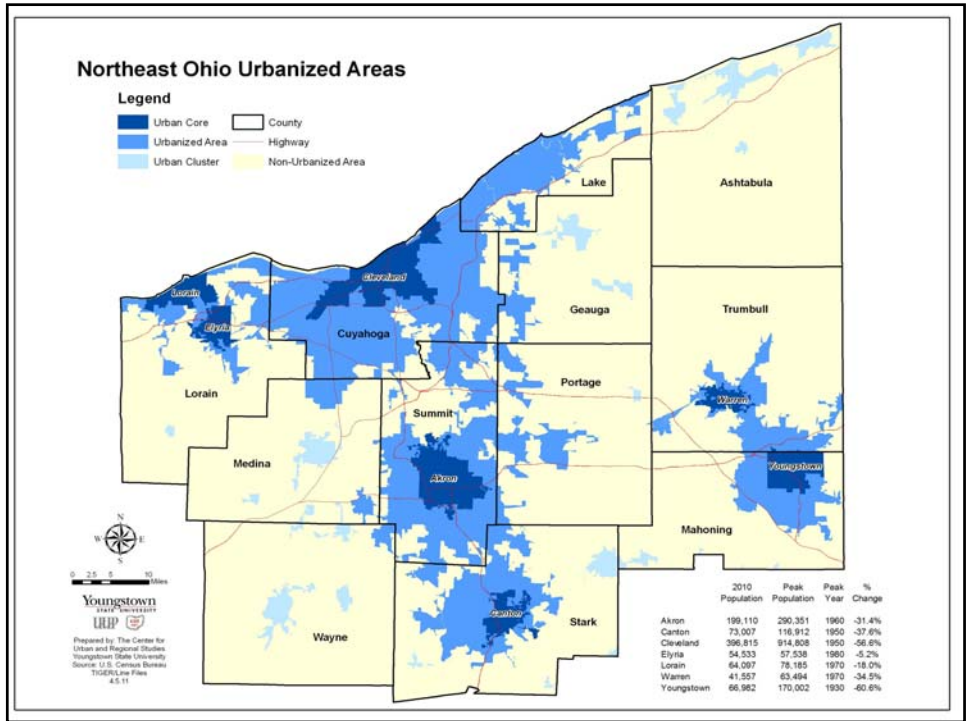 Northeast Ohio Urbanized Areas
Legend
Urban Core County
Urbanized Area Highway
Urban Cluster Non-Urbanized Area
Lake
Ashtabula
Cleveland
Lorain
Elyria
Cuyahoga
Geauga
Trumbull
Lorain
Portage
Warren
Summit
Medina
Akron
Youngstown
Mahoning
Canton
Stark
Wayne
N
W E
S
0 2.5 5 10
Miles
Youngstown
STATE UNIVERSITY
Prepared by: The Center for
Urban and Regional Studies
Youngstown State University
Source: U.S. Census Bureau
TIGER/Line Files
4.5.11
2010 Peak Peak %
Population Population Year Change
Akron 199,110 290,351 1960 -31.4%
Canton 73,007 116,912 1950 -37.6%
Cleveland 396,815 914,808 1950 -56.6%
Elyria 54,533 57,538 1980 -5.2%
Lorain 64,097 78,185 1970 -18.0%
Warren 41,557 63,494 1970 -34.5%
Youngstown 66,982 170,002 1930 -60.6%